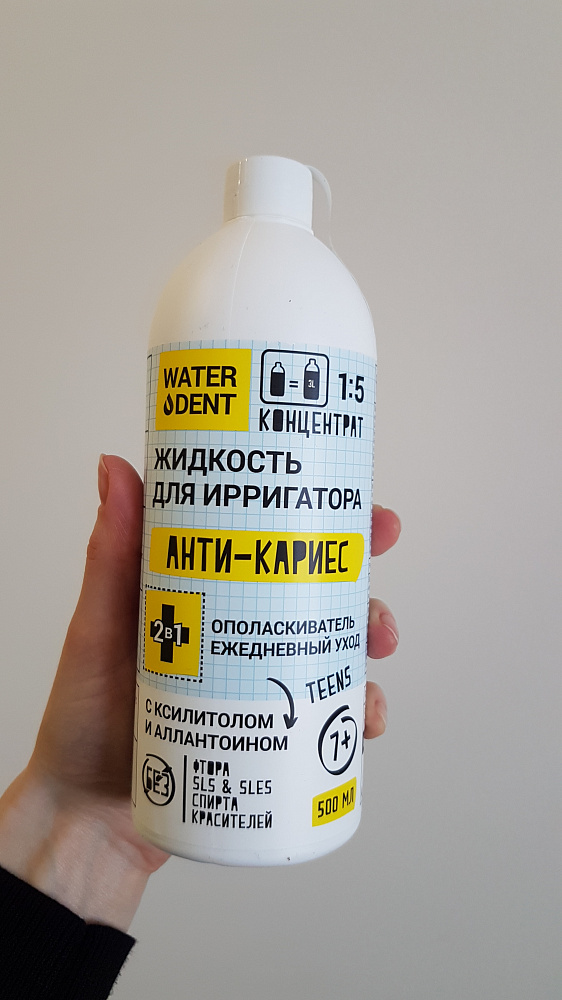 WATER
DENT
= 3L
1:5
КОНЦЕНТРАТ
ЖИДКОСТЬ
ДЛЯ ИРРИГАТОРА
АНТИ-КАРИЕС
2в1
ОПОЛАСКИВАТЕЛЬ
ЕЖЕДНЕВНЫЙ УХОД
TEENS
С КСИЛИТОЛОМ
И АЛЛАНТОИНОМ
7+
БЕЗ
ФТОРА
SLS & SLES
СПИРТА
КРАСИТЕЛЕЙ
500 МЛ